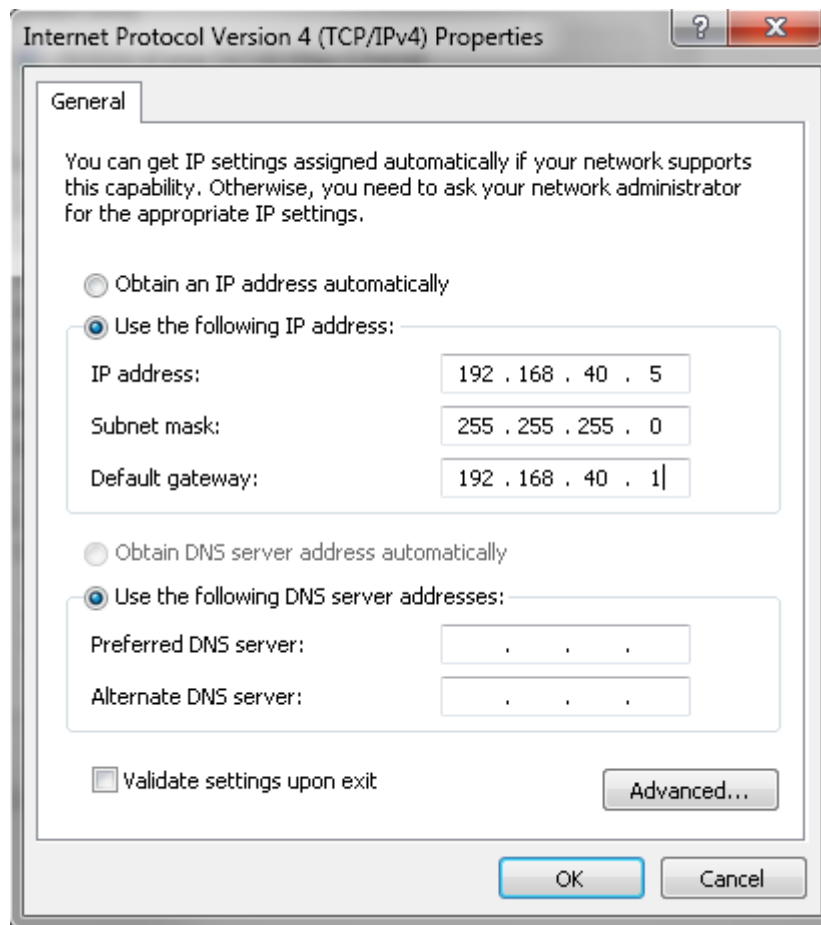 Internet Protocol Version 4 (TCP/IPv4) Properties
General
You can get IP settings assigned automatically if your network supports
this capability. Otherwise, you need to ask your network administrator
for the appropriate IP settings.
Obtain an IP address automatically
Use the following IP address:
IP address: 192 . 168 . 40 . 5
Subnet mask: 255 . 255 . 255 . 0
Default gateway: 192 . 168 . 40 . 1
Obtain DNS server address automatically
Use the following DNS server addresses:
Preferred DNS server: . . .
Alternate DNS server: . . .
Validate settings upon exit
Advanced...
OK Cancel